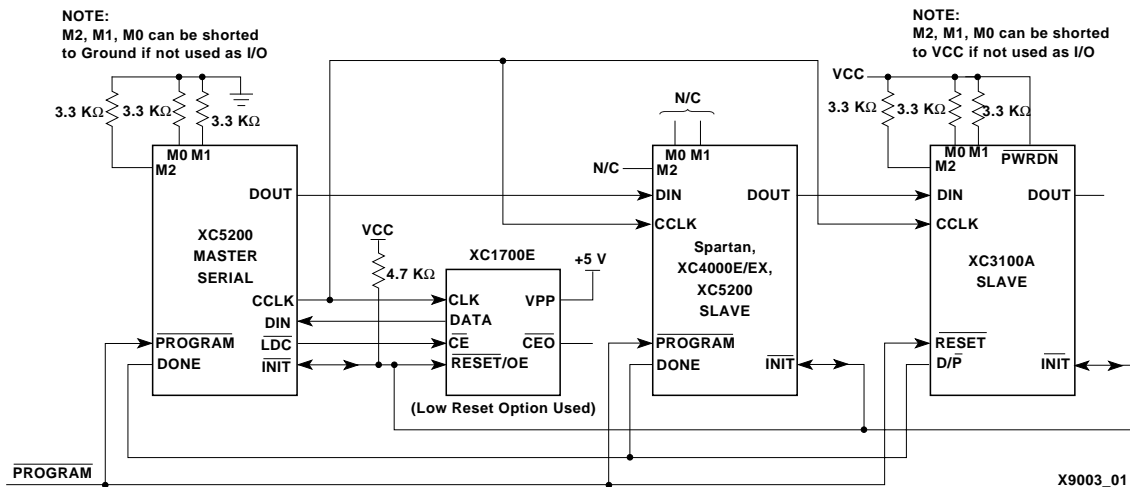 NOTE:
M2, M1, M0 can be shorted
to Ground if not used as I/O
3.3 KΩ
3.3 KΩ
3.3 KΩ
M0 M1
M2
DOUT
XC5200
MASTER
SERIAL
CCLK
DIN
PROGRAM
LDC
DONE
INIT
VCC
4.7 KΩ
XC1700E
+5 V
CLK
VPP
DATA
CE
CEO
RESET/OE
(Low Reset Option Used)
N/C
N/C
M0 M1
M2
DIN
DOUT
CCLK
Spartan,
XC4000E/EX,
XC5200
SLAVE
PROGRAM
DONE
INIT
NOTE:
M2, M1, M0 can be shorted
to VCC if not used as I/O
VCC
3.3 KΩ
3.3 KΩ
3.3 KΩ
M0 M1
PWRDN
M2
DIN
DOUT
CCLK
XC3100A
SLAVE
RESET
D/P
INIT
PROGRAM
X9003_01